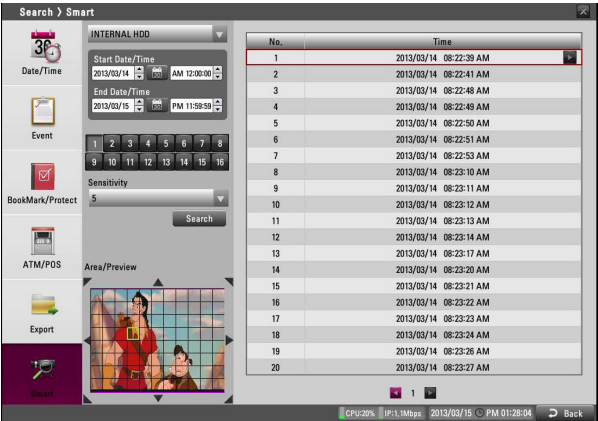 Search > Smart
Date/Time
Event
BookMark/Protect
ATM/POS
Export
Smart
INTERNAL HDD
Start Date/Time
2013/03/14 AM 12:00:00
End Date/Time
2013/03/15 PM 11:59:59
1 2 3 4 5 6 7 8
9 10 11 12 13 14 15 16
Sensitivity
5
Search
Area/Preview
No. Time
1 2013/03/14 08:22:39 AM
2 2013/03/14 08:22:41 AM
3 2013/03/14 08:22:48 AM
4 2013/03/14 08:22:49 AM
5 2013/03/14 08:22:50 AM
6 2013/03/14 08:22:51 AM
7 2013/03/14 08:22:53 AM
8 2013/03/14 08:23:10 AM
9 2013/03/14 08:23:11 AM
10 2013/03/14 08:23:12 AM
11 2013/03/14 08:23:13 AM
12 2013/03/14 08:23:14 AM
13 2013/03/14 08:23:17 AM
14 2013/03/14 08:23:20 AM
15 2013/03/14 08:23:21 AM
16 2013/03/14 08:23:22 AM
17 2013/03/14 08:23:23 AM
18 2013/03/14 08:23:24 AM
19 2013/03/14 08:23:26 AM
20 2013/03/14 08:23:27 AM
1
CPU:20% IP:1,1Mbps 2013/03/15 PM 01:28:04 Back